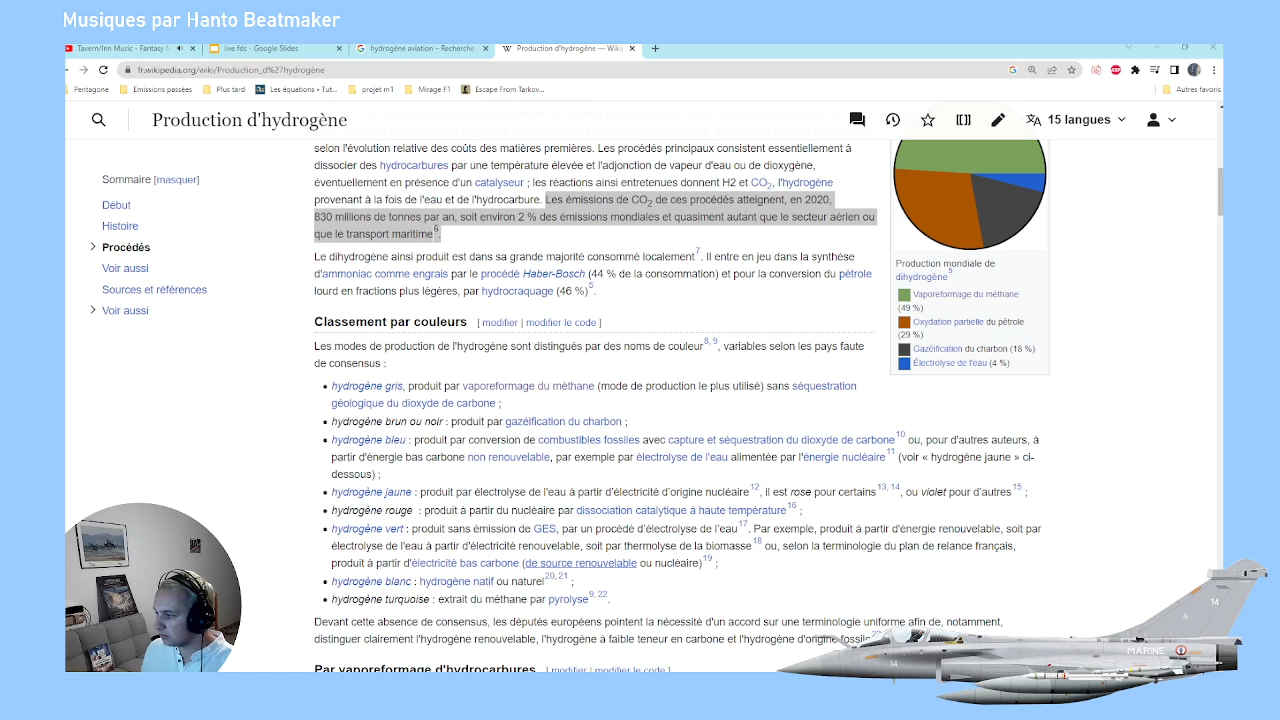 Musiques par Hanto Beatmaker
Tavern/Inn Music - Fantasy
live fds - Google Slides
hydrogène aviation – Recherche
Production d'hydrogène — Wiki
fr.wikipedia.org/wiki/Production_d%27hydrogène
Pentagone
Emissions passées
Plus tard
Les équations • Tut...
projet m1
Mirage F1
Escape From Tarkov...
Autres favoris
Production d'hydrogène
15 langues
Sommaire [masquer]
Début
Histoire
Procédés
Voir aussi
Sources et références
Voir aussi
selon l'évolution relative des coûts des matières premières. Les procédés principaux consistent essentiellement à
dissocier des hydrocarbures par une température élevée et l'adjonction de vapeur d'eau ou de dioxygène,
éventuellement en présence d'un catalyseur ; les réactions ainsi entretenues donnent H2 et CO2, l'hydrogène
provenant à la fois de l'eau et de l'hydrocarbure. Les émissions de CO2 de ces procédés atteignent, en 2020,
830 millions de tonnes par an, soit environ 2 % des émissions mondiales et quasiment autant que le secteur aérien ou
que le transport maritime6.
Le dihydrogène ainsi produit est dans sa grande majorité consommé localement7. Il entre en jeu dans la synthèse
d'ammoniac comme engrais par le procédé Haber-Bosch (44 % de la consommation) et pour la conversion du pétrole
lourd en fractions plus légères, par hydrocraquage (46 %)5.
Classement par couleurs [ modifier | modifier le code ]
Les modes de production de l'hydrogène sont distingués par des noms de couleur8, 9, variables selon les pays faute
de consensus :
• hydrogène gris, produit par vaporeformage du méthane (mode de production le plus utilisé) sans séquestration
géologique du dioxyde de carbone ;
• hydrogène brun ou noir : produit par gazéification du charbon ;
• hydrogène bleu : produit par conversion de combustibles fossiles avec capture et séquestration du dioxyde de carbone10 ou, pour d'autres auteurs, à
partir d'énergie bas carbone non renouvelable, par exemple par électrolyse de l'eau alimentée par l'énergie nucléaire11 (voir « hydrogène jaune » ci-
dessous) ;
• hydrogène jaune : produit par électrolyse de l'eau à partir d'électricité d'origine nucléaire12, il est rose pour certains13, 14, ou violet pour d'autres15 ;
• hydrogène rouge : produit à partir du nucléaire par dissociation catalytique à haute température16 ;
• hydrogène vert : produit sans émission de GES, par un procédé d'électrolyse de l'eau17. Par exemple, produit à partir d'énergie renouvelable, soit par
électrolyse de l'eau à partir d'électricité renouvelable, soit par thermolyse de la biomasse18 ou, selon la terminologie du plan de relance français,
produit à partir d'électricité bas carbone (de source renouvelable ou nucléaire)19 ;
• hydrogène blanc : hydrogène natif ou naturel20, 21 ;
• hydrogène turquoise : extrait du méthane par pyrolyse9, 22.
Devant cette absence de consensus, les députés européens pointent la nécessité d'un accord sur une terminologie uniforme afin de, notamment,
distinguer clairement l'hydrogène renouvelable, l'hydrogène à faible teneur en carbone et l'hydrogène d'origine fossile
Par vaporeformage d'hydrocarbures [ modifier | modifier le code ]
Production mondiale de
dihydrogène5
Vaporeformage du méthane
(49 %)
Oxydation partielle du pétrole
(29 %)
Gazéification du charbon (18 %)
Électrolyse de l'eau (4 %)
14
14
MARINE